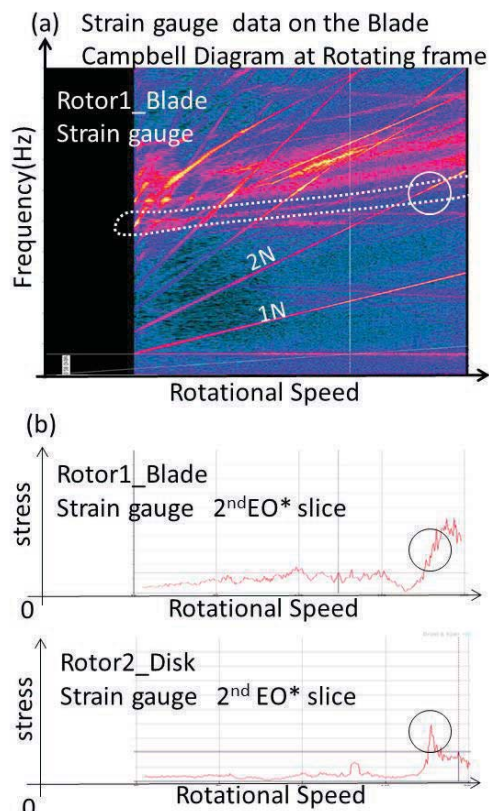 (a) Strain gauge data on the Blade
Campbell Diagram at Rotating frame
Rotor1_Blade
Strain gauge
Frequency(Hz)
2N
1N
Rotational Speed
(b)
Rotor1_Blade
Strain gauge 2ndEO* slice
stress
0
Rotational Speed
Rotor2_Disk
Strain gauge 2nd EO* slice
stress
0
Rotational Speed